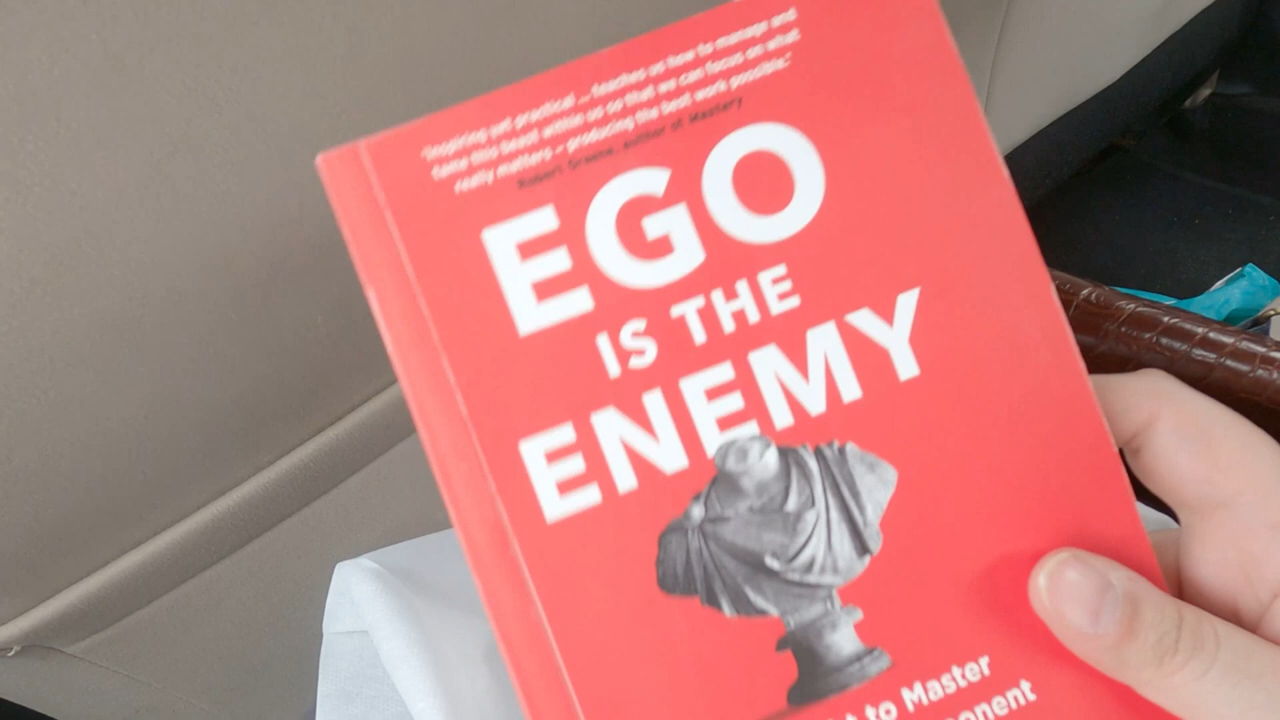 "Inspiring yet practical ... teaches us how to manage and
tame this beast within us so that we can focus on what
really matters – producing the best work possible."
Robert Greene, author of Mastery
EGO
IS THE
ENEMY
to Master